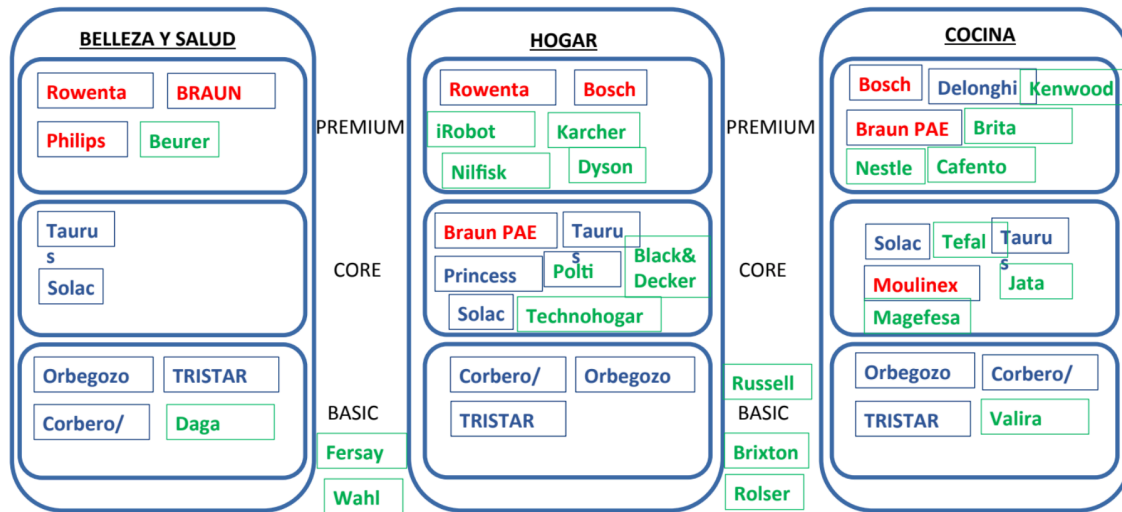 BELLEZA Y SALUD
Rowenta BRAUN
Philips Beurer
Tauru
s
Solac
Orbegozo TRISTAR
Corbero/ Daga
PREMIUM
CORE
BASIC
Fersay
Wahl
HOGAR
Rowenta Bosch
iRobot Karcher
Nilfisk Dyson
Braun PAE Tauru
s
Princess Polti Black&
Decker
Solac Technohogar
Corbero/ Orbegozo
TRISTAR
PREMIUM
CORE
Russell
BASIC
Brixton
Rolser
COCINA
Bosch Delonghi Kenwood
Braun PAE Brita
Nestle Cafento
Solac Tefal Tauru
s
Moulinex Jata
Magefesa
Orbegozo Corbero/
TRISTAR Valira